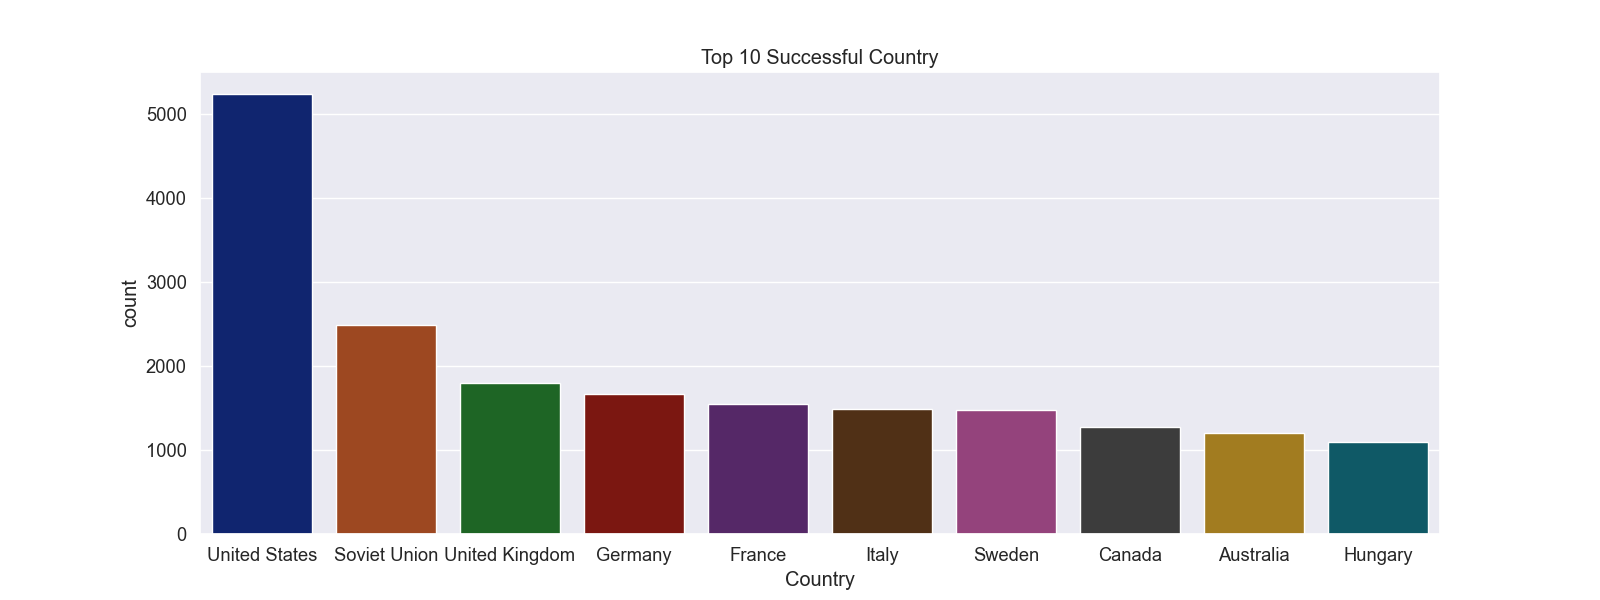 Top 10 Successful Country
count
5000
4000
3000
2000
1000
0
United States Soviet Union United Kingdom Germany France Italy Sweden Canada Australia Hungary
Country